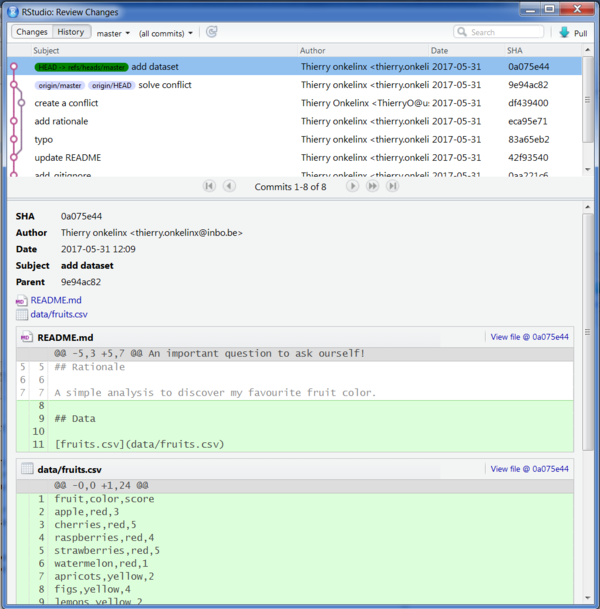 RStudio: Review Changes
Changes History master (all commits) Search Pull
Subject Author Date SHA
HEAD -> refs/heads/master add dataset Thierry onkelinx <thierry.onkeli 2017-05-31 0a075e44
origin/master origin/HEAD solve conflict Thierry onkelinx <thierry.onkeli 2017-05-31 9e94ac82
create a conflict Thierry Onkelinx <ThierryO@us 2017-05-31 df439400
add rationale Thierry onkelinx <thierry.onkeli 2017-05-31 eca95e71
typo Thierry onkelinx <thierry.onkeli 2017-05-31 83a65eb2
update README Thierry onkelinx <thierry.onkeli 2017-05-31 42f93540
add .gitignore Thierry onkelinx <thierry.onkeli 2017-05-31 0aa221c6
Commits 1-8 of 8
SHA 0a075e44
Author Thierry onkelinx <thierry.onkelinx@inbo.be>
Date 2017-05-31 12:09
Subject add dataset
Parent 9e94ac82
README.md
data/fruits.csv
README.md View file @ 0a075e44
@@ -5,3 +5,7 @@ An important question to ask ourself!
5 5 ## Rationale
6 6
7 7 A simple analysis to discover my favourite fruit color.
8
9 ## Data
10
11 [fruits.csv](data/fruits.csv)
data/fruits.csv View file @ 0a075e44
@@ -0,0 +1,24 @@
1 fruit,color,score
2 apple,red,3
3 cherries,red,5
4 raspberries,red,4
5 strawberries,red,5
6 watermelon,red,1
7 apricots,yellow,2
8 figs,yellow,4
9 lemons,yellow,2